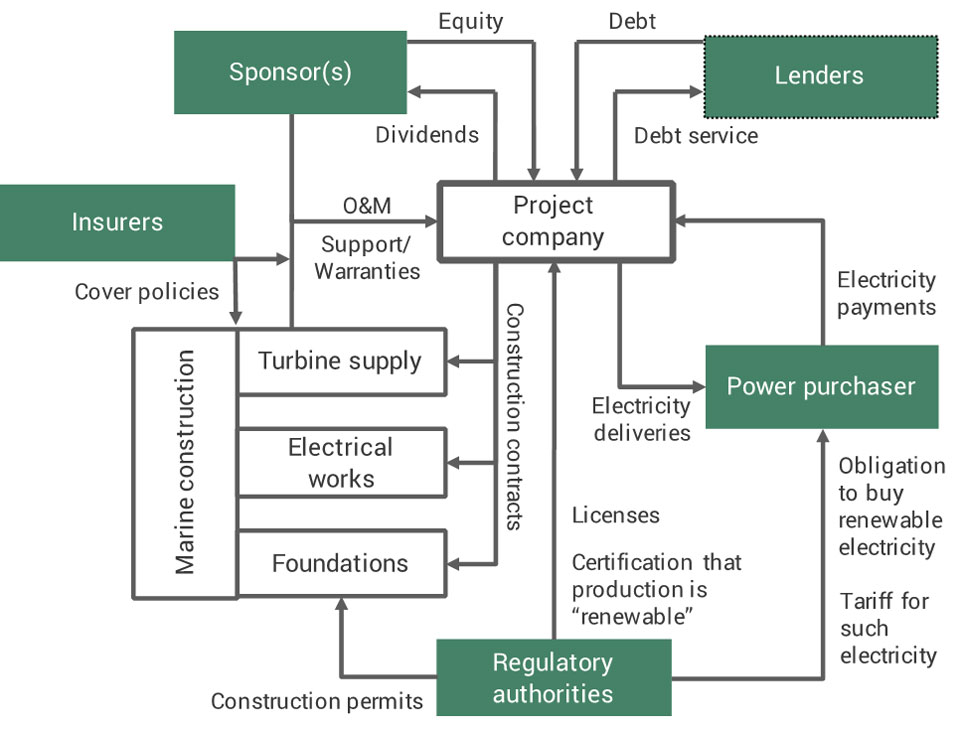 Equity
Debt
Sponsor(s)
Lenders
Dividends
Debt service
Insurers
O&M
Project
company
Support/
Warranties
Cover policies
Electricity
payments
Construction contracts
Marine construction
Turbine supply
Power purchaser
Electricity
deliveries
Electrical
works
Obligation
to buy
renewable
electricity
Licenses
Foundations
Certification that
production is
“renewable”
Tariff for
such
electricity
Regulatory
authorities
Construction permits